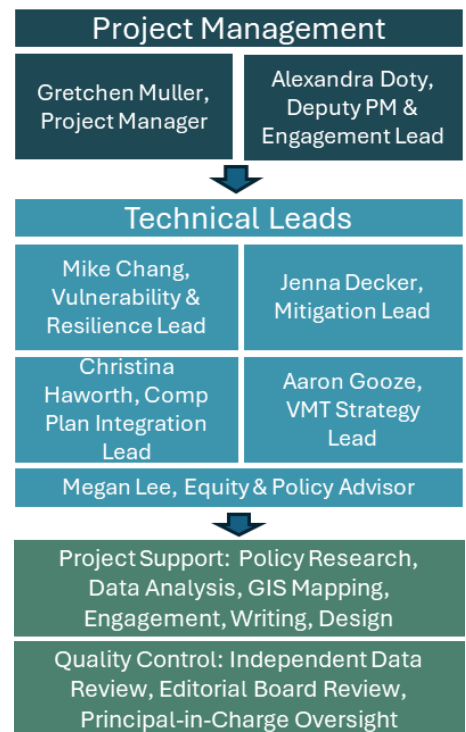 Project Management
Gretchen Muller,
Project Manager
Alexandra Doty,
Deputy PM &
Engagement Lead
Technical Leads
Mike Chang,
Vulnerability &
Resilience Lead
Jenna Decker,
Mitigation Lead
Christina
Haworth, Comp
Plan Integration
Lead
Aaron Gooze,
VMT Strategy
Lead
Megan Lee, Equity & Policy Advisor
Project Support: Policy Research,
Data Analysis, GIS Mapping,
Engagement, Writing, Design
Quality Control: Independent Data
Review, Editorial Board Review,
Principal-in-Charge Oversight